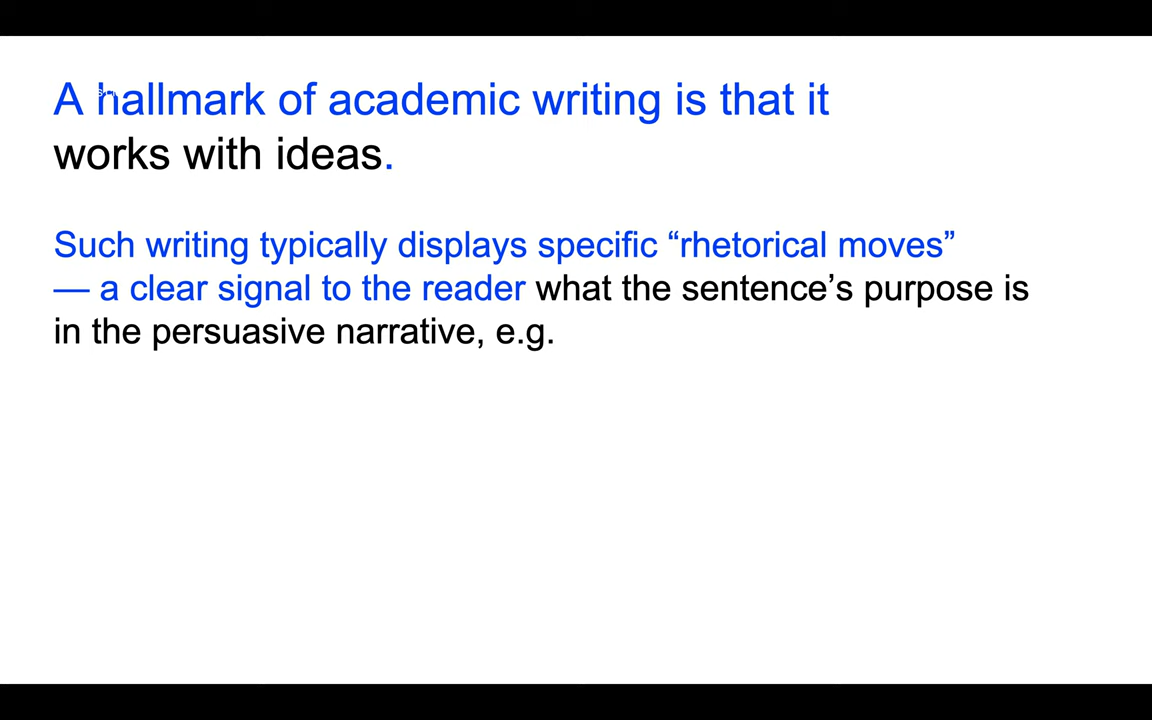 A hallmark of academic writing is that it
works with ideas.
Such writing typically displays specific “rhetorical moves”
— a clear signal to the reader what the sentence’s purpose is
in the persuasive narrative, e.g.